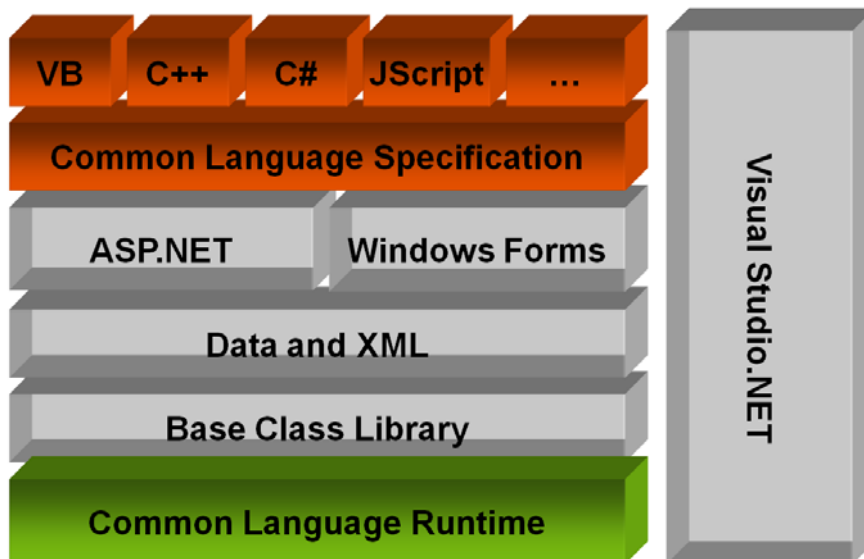 VB
C++
C#
JScript
...
Common Language Specification
ASP.NET
Windows Forms
Data and XML
Base Class Library
Common Language Runtime
Visual Studio.NET